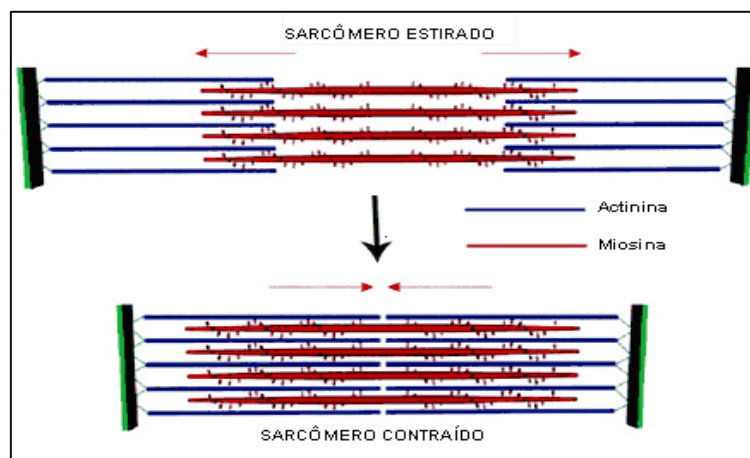 SARCÔMERO ESTIRADO
Actinina
Miosina
SARCÔMERO CONTRAÍDO